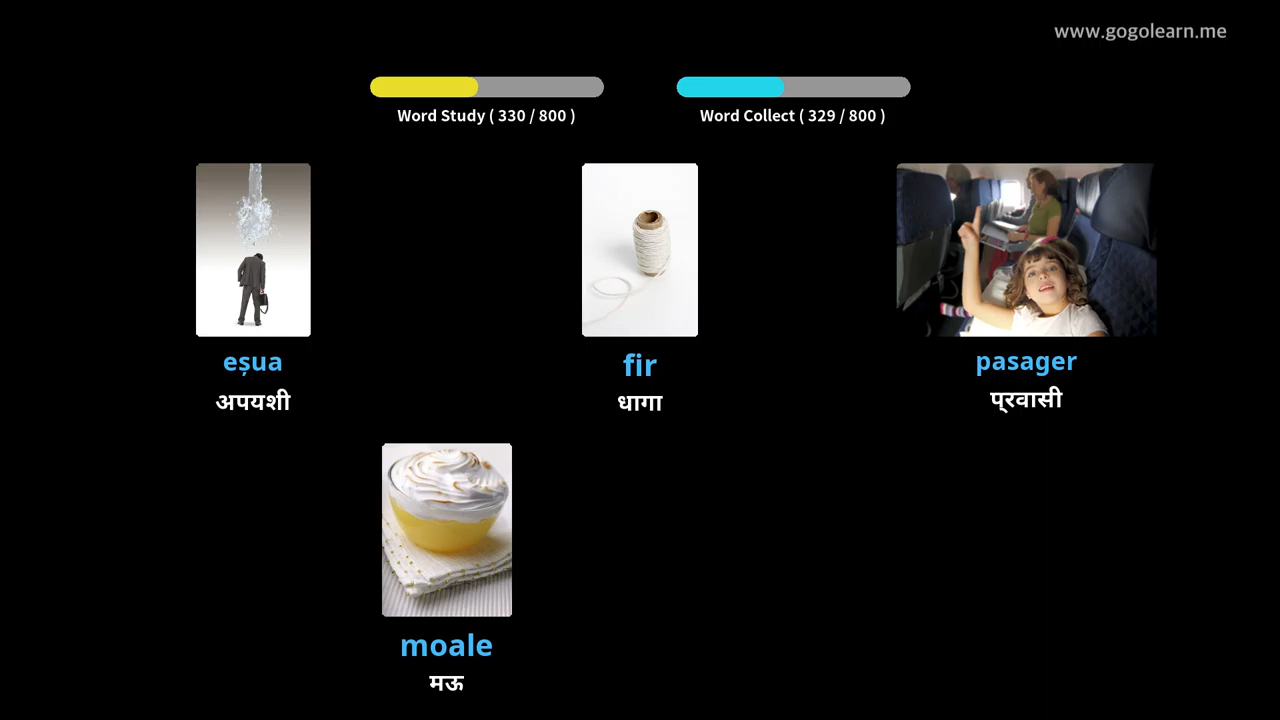 www.gogolearn.me
Word Study ( 330 / 800 )
Word Collect ( 329 / 800 )
eșua
अपयशी
fir
धागा
pasager
प्रवासी
moale
मऊ